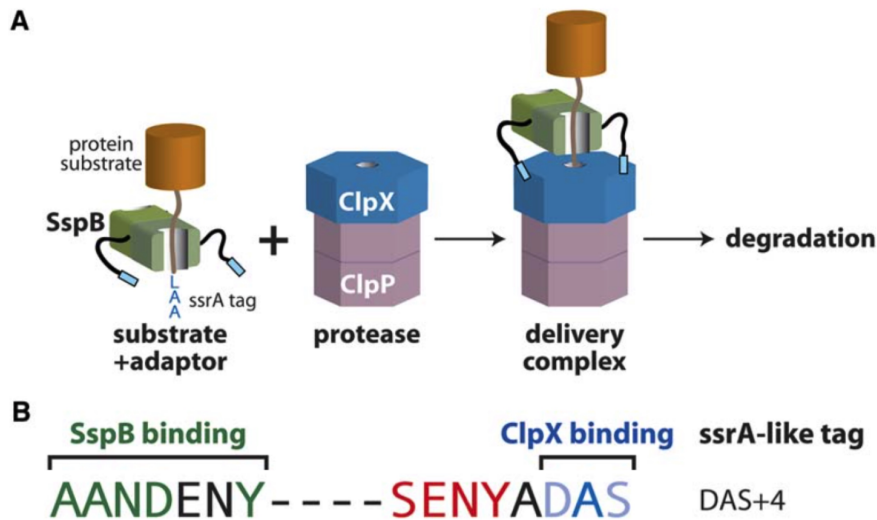 A
protein
substrate
SspB
L
A
A
ssrA tag
substrate
+adaptor
+
ClpX
ClpP
protease
delivery
complex
degradation
B
SspB binding
ClpX binding
ssrA-like tag
AANDENY----SENYADAS
DAS+4